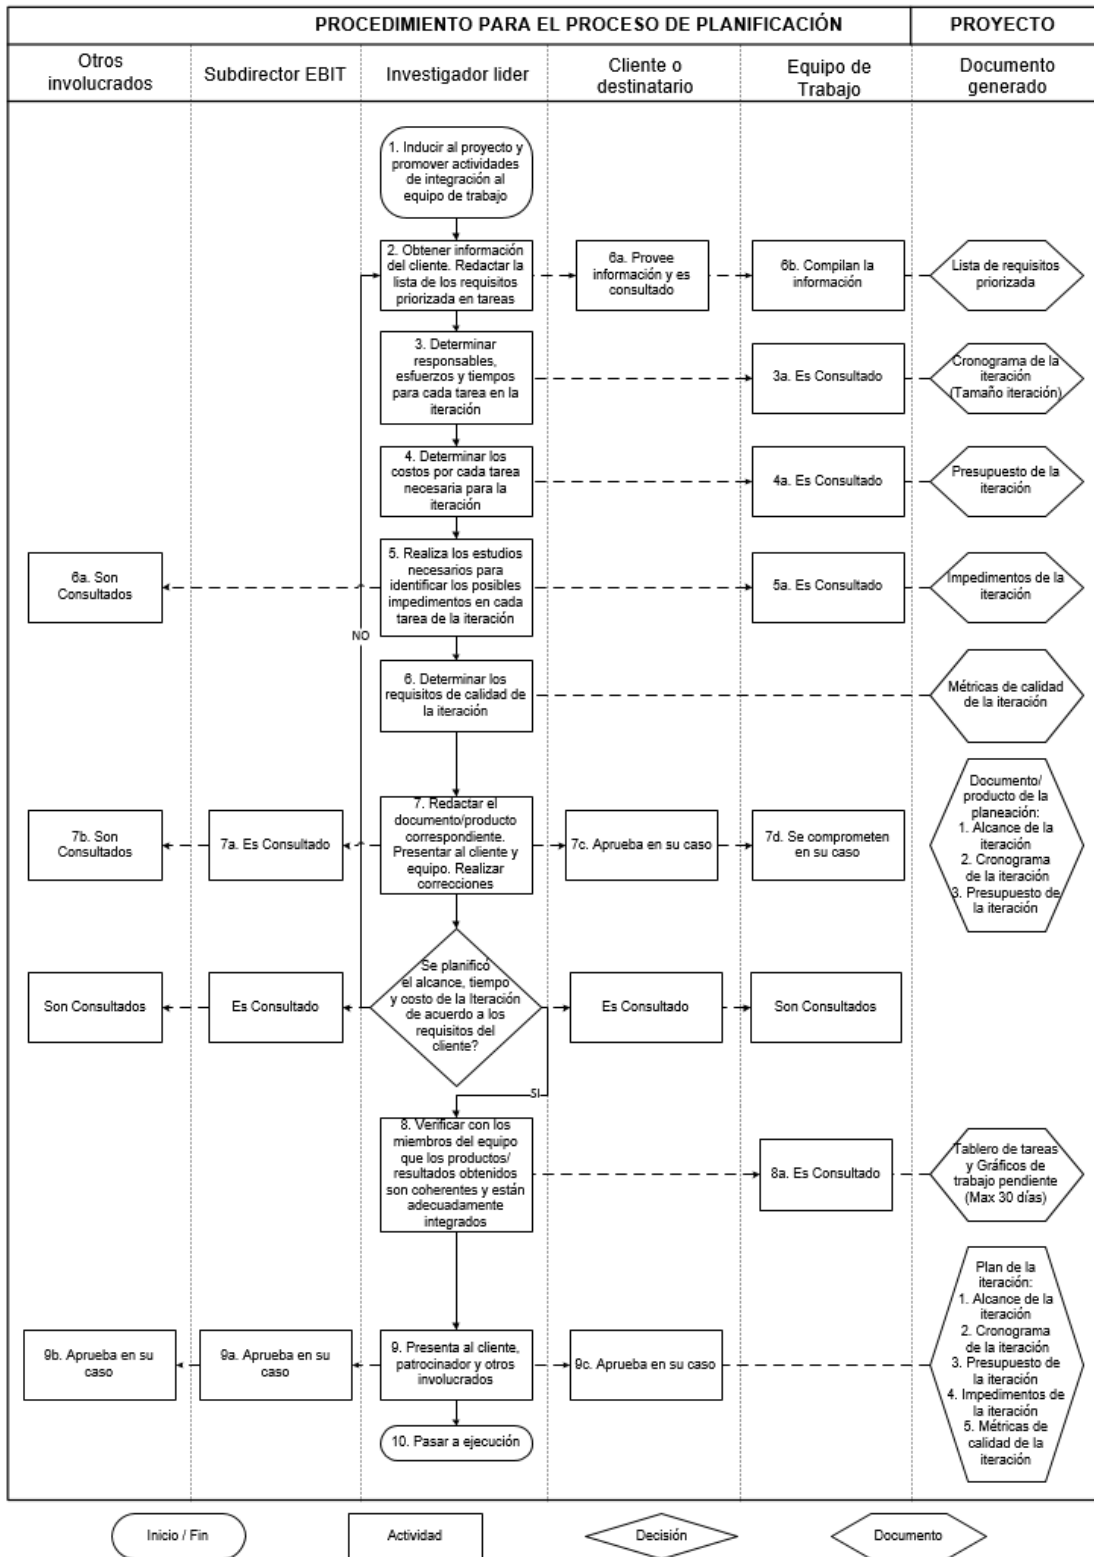 PROCEDIMIENTO PARA EL PROCESO DE PLANIFICACIÓN
PROYECTO
Otros
involucrados
Subdirector EBIT
Investigador lider
Cliente o
destinatario
Equipo de
Trabajo
Documento
generado
1. Inducir al proyecto y
promover actividades
de integración al
equipo de trabajo
2. Obtener información
del cliente. Redactar la
lista de los requisitos
priorizada en tareas
6a. Provee
información y es
consultado
6b. Compilan la
información
Lista de requisitos
priorizada
3. Determinar
responsables,
esfuerzos y tiempos
para cada tarea en la
iteración
3a. Es Consultado
Cronograma de la
iteración
(Tamaño iteración)
4. Determinar los
costos por cada tarea
necesaria para la
iteración
4a. Es Consultado
Presupuesto de la
iteración
6a. Son
Consultados
5. Realiza los estudios
necesarios para
identificar los posibles
impedimentos en cada
tarea de la iteración
5a. Es Consultado
Impedimentos de la
iteración
NO
6. Determinar los
requisitos de calidad de
la iteración
Métricas de calidad
de la iteración
7b. Son
Consultados
7a. Es Consultado
7. Redactar el
documento/producto
correspondiente.
Presentar al cliente y
equipo. Realizar
correcciones
7c. Aprueba en su caso
7d. Se comprometen
en su caso
Documento/
producto de la
planeación:
1. Alcance de la
iteración
2. Cronograma
de la iteración
3. Presupuesto de
la iteración
Son Consultados
Es Consultado
Se planificó
el alcance, tiempo
y costo de la Iteración
de acuerdo a los
requisitos del
cliente?
Es Consultado
Son Consultados
SI
8. Verificar con los
miembros del equipo
que los productos/
resultados obtenidos
son coherentes y están
adecuadamente
integrados
8a. Es Consultado
Tablero de tareas
y Gráficos de
trabajo pendiente
(Max 30 días)
9b. Aprueba en su
caso
9a. Aprueba en su
caso
9. Presenta al cliente,
patrocinador y otros
involucrados
9c. Aprueba en su caso
Plan de la
iteración:
1. Alcance de la
iteración
2. Cronograma
de la iteración
3. Presupuesto de
la iteración
4. Impedimentos de
la iteración
5. Métricas de
calidad de la
iteración
10. Pasar a ejecución
Inicio / Fin
Actividad
Decisión
Documento